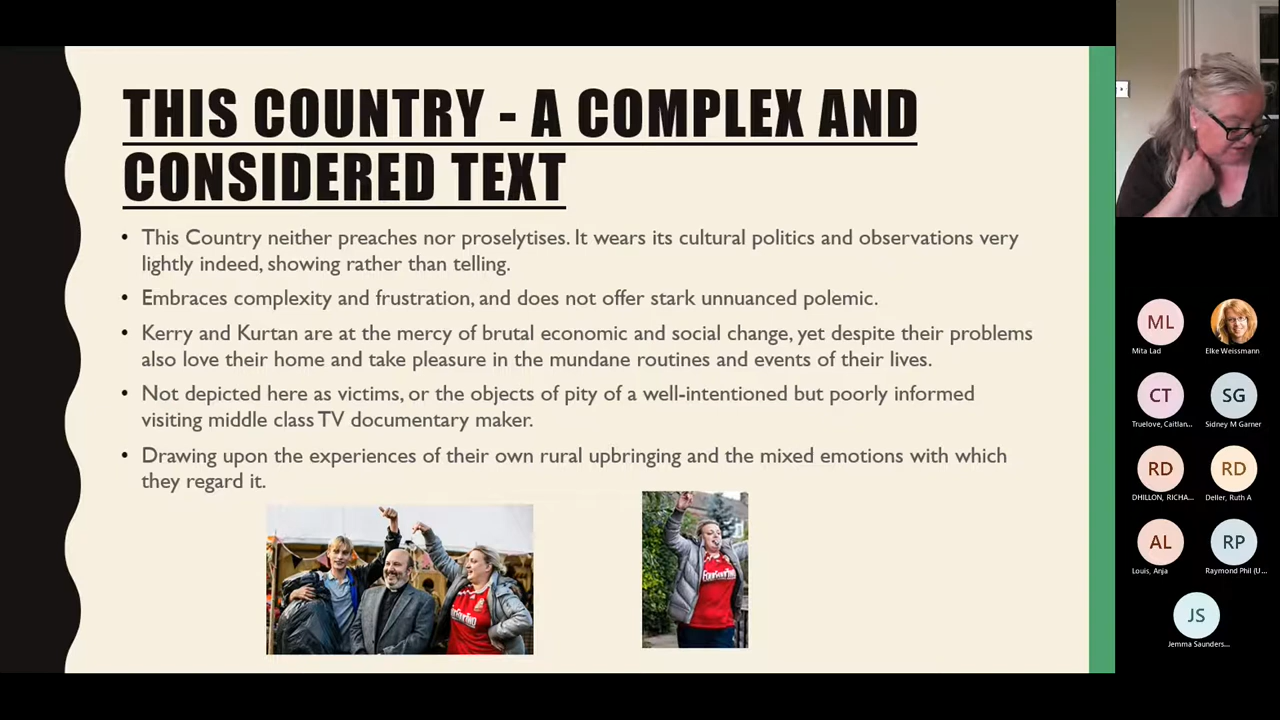 THIS COUNTRY - A COMPLEX AND
CONSIDERED TEXT
• This Country neither preaches nor proselytises. It wears its cultural politics and observations very
lightly indeed, showing rather than telling.
• Embraces complexity and frustration, and does not offer stark unnuanced polemic.
• Kerry and Kurtan are at the mercy of brutal economic and social change, yet despite their problems
also love their home and take pleasure in the mundane routines and events of their lives.
• Not depicted here as victims, or the objects of pity of a well-intentioned but poorly informed
visiting middle class TV documentary maker.
• Drawing upon the experiences of their own rural upbringing and the mixed emotions with which
they regard it.
ML
Mita Lad
Elke Weissmann
CT
Truelove, Caitlan...
SG
Sidney M Garner
RD
DHILLON, RICHA...
RD
Deller, Ruth A
AL
Louis, Anja
RP
Raymond Phil (U...
JS
Jemma Saunders...